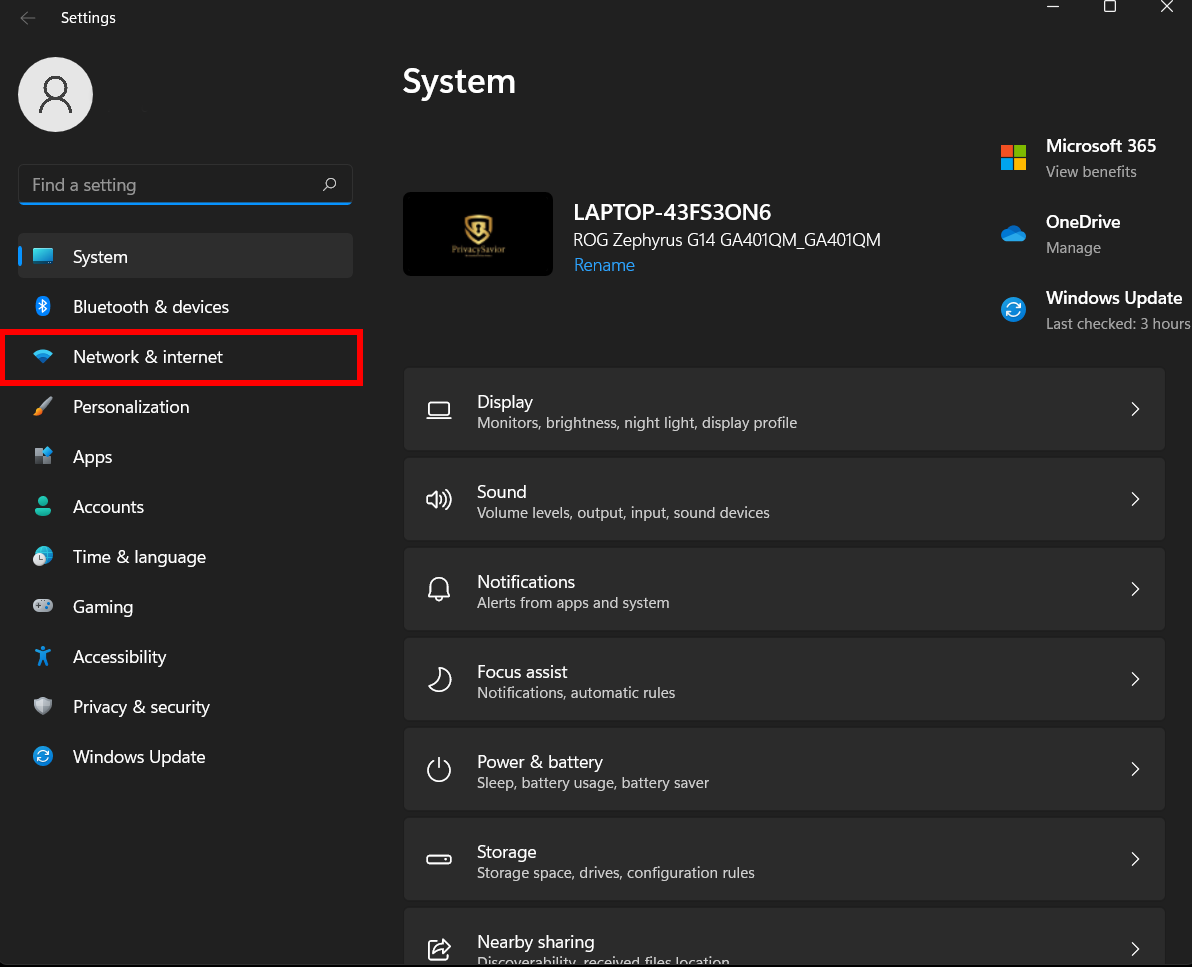 Settings
Find a setting
System
Bluetooth & devices
Network & internet
Personalization
Apps
Accounts
Time & language
Gaming
Accessibility
Privacy & security
Windows Update
System
PrivacySavior
LAPTOP-43FS3ON6
ROG Zephyrus G14 GA401QM_GA401QM
Rename
Microsoft 365
View benefits
OneDrive
Manage
Windows Update
Last checked: 3 hours
Display
Monitors, brightness, night light, display profile
Sound
Volume levels, output, input, sound devices
Notifications
Alerts from apps and system
Focus assist
Notifications, automatic rules
Power & battery
Sleep, battery usage, battery saver
Storage
Storage space, drives, configuration rules
Nearby sharing
Discoverability, received files location